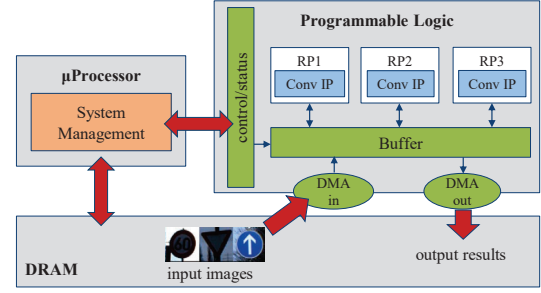 Programmable Logic
µProcessor
System
Management
control/status
RP1
Conv IP
RP2
Conv IP
RP3
Conv IP
Buffer
DMA
in
DMA
out
60
input images
output results
DRAM